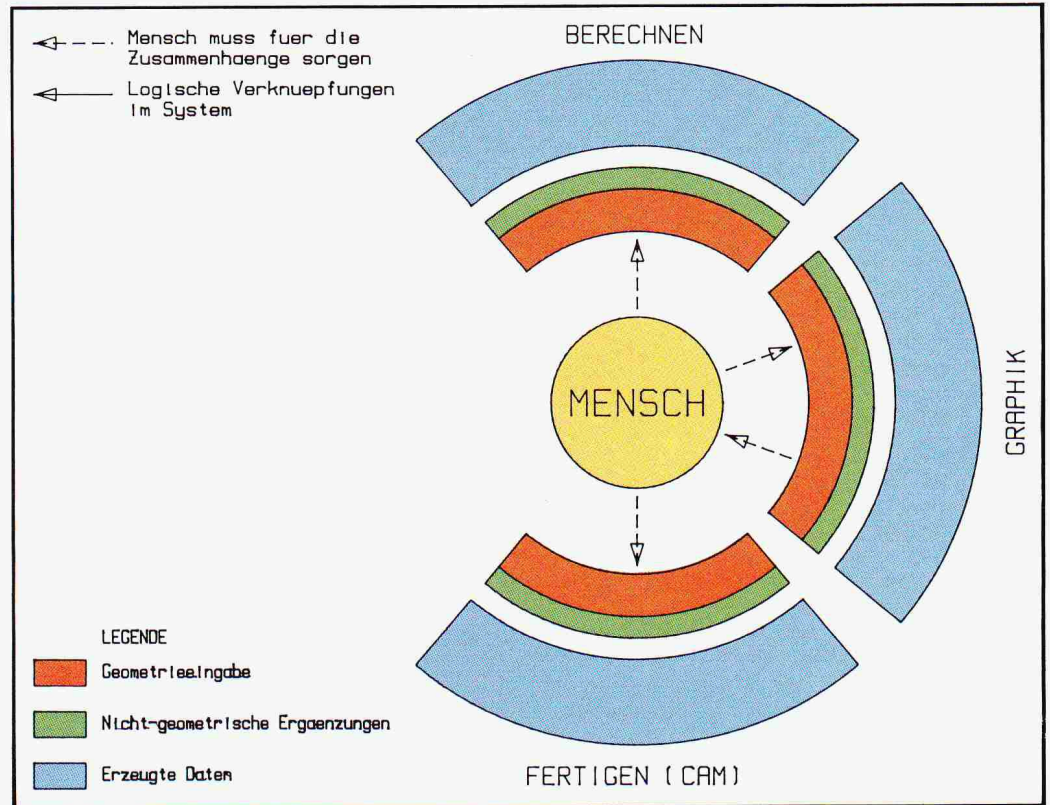 Mensch muss fuer die
Zusammenhaenge sorgen
Logische Verknuepfungen
im System
BERECHNEN
MENSCH
GRAPHIK
LEGENDE
Geometrieeingabe
Nicht-geometrische Ergaenzungen
Erzeugte Daten
FERTIGEN (CAM)